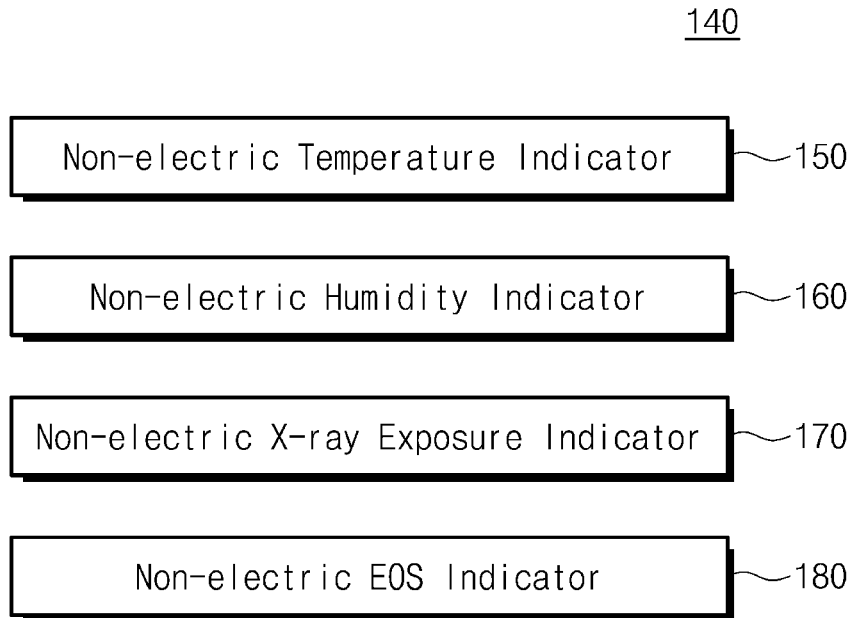 140
Non-electric Temperature Indicator 150
Non-electric Humidity Indicator 160
Non-electric X-ray Exposure Indicator 170
Non-electric EOS Indicator 180